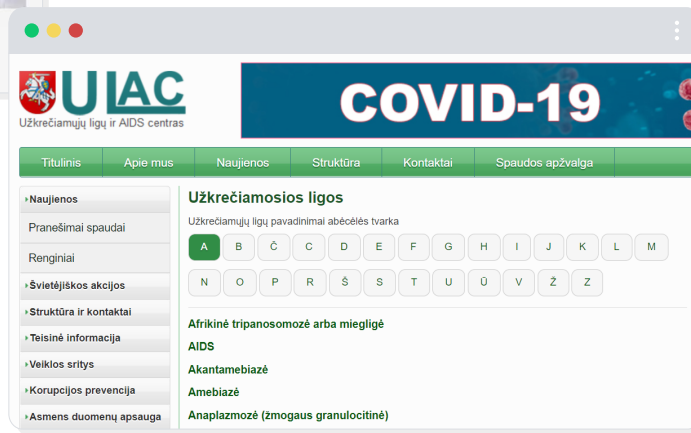 ULAC
Užkrečiamųjų ligų ir AIDS centras
COVID-19
Titulinis Apie mus Naujienos Struktūra Kontaktai Spaudos apžvalga
Naujienos
Pranešimai spaudai
Renginiai
Švietėjiškos akcijos
Struktūra ir kontaktai
Teisinė informacija
Veiklos sritys
Korupcijos prevencija
Asmens duomenų apsauga
Užkrečiamosios ligos
Užkrečiamųjų ligų pavadinimai abėcėlės tvarka
A B Č C D E F G H I J K L M
N O P R Š S T U Ū V Ž Z
Afrikinė tripanosomozė arba miegligė
AIDS
Akantamebiazė
Amebiazė
Anaplazmozė (žmogaus granulocitinė)